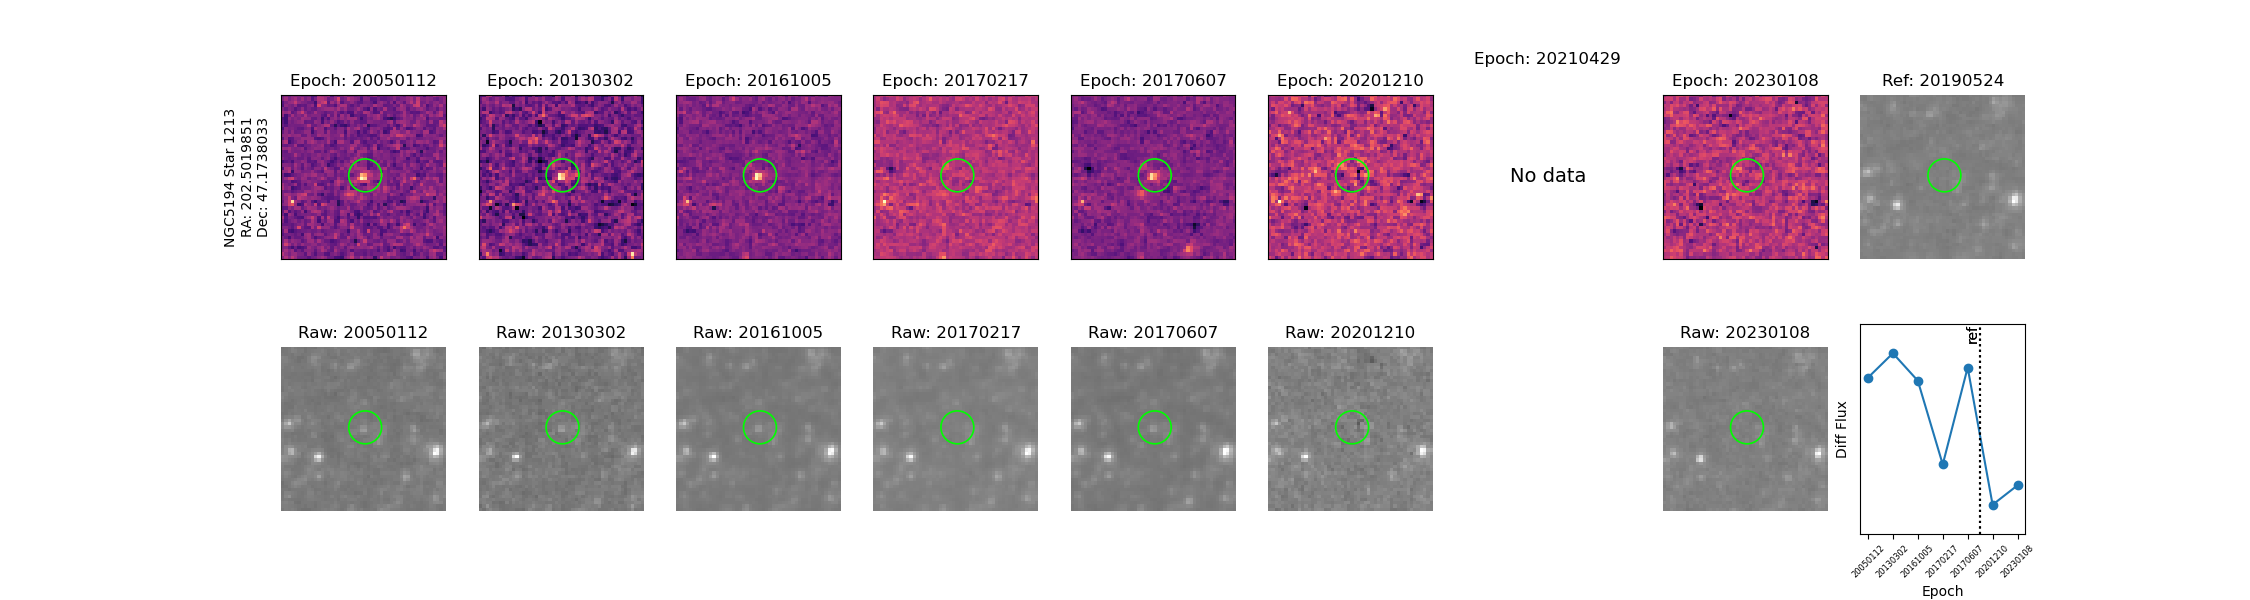 Epoch: 20210429
Epoch: 20050112
Epoch: 20130302
Epoch: 20161005
Epoch: 20170217
Epoch: 20170607
Epoch: 20201210
Epoch: 20230108
Ref: 20190524
NGC5194 Star 1213
RA: 202.5019851
Dec: 47.1738033
No data
Raw: 20050112
Raw: 20130302
Raw: 20161005
Raw: 20170217
Raw: 20170607
Raw: 20201210
Raw: 20230108
ref
Diff Flux
20050112
20130302
20161005
20170217
20170607
20201210
20230108
Epoch